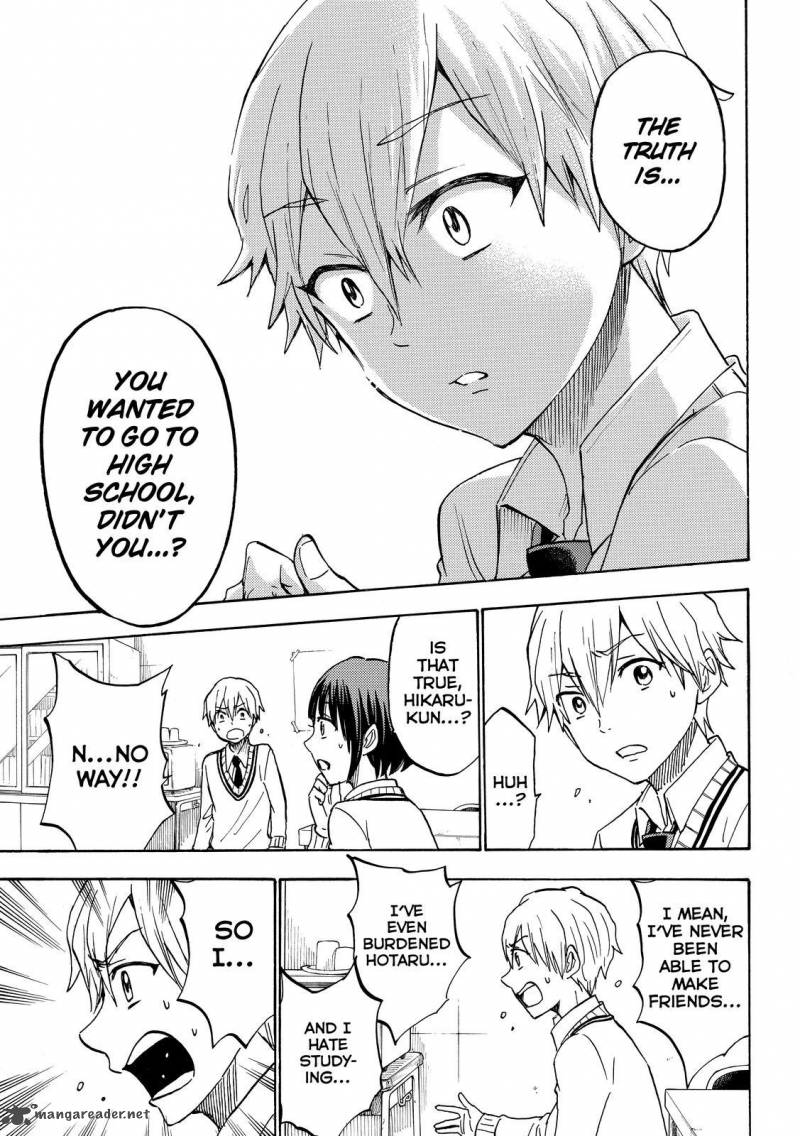 THE
TRUTH
IS...
YOU
WANTED
TO GO TO
HIGH
SCHOOL,
DIDN'T
YOU...?
HUH
...?
IS
THAT
TRUE,
HIKARU-
KUN...?
N...NO
WAY!!
I MEAN,
I'VE NEVER
BEEN
ABLE TO
MAKE
FRIENDS...
I'VE
EVEN
BURDENED
HOTARU...
AND I
HATE
STUDY-
ING...
SO
I...
mangareader.net